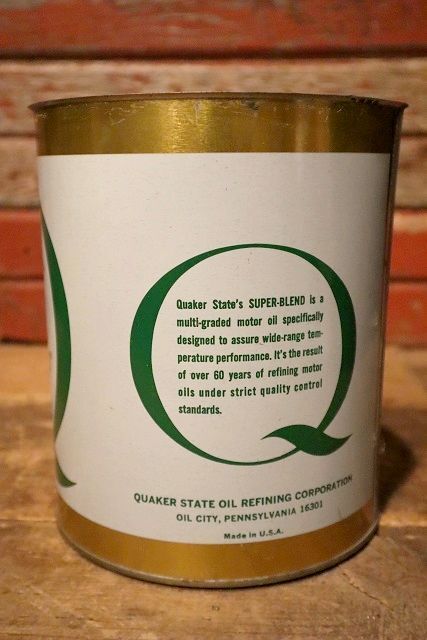 Quaker State's SUPER-BLEND is a
multi-graded motor oil specifically
designed to assure wide-range tem-
perature performance. It's the result
of over 60 years of refining motor
oils under strict quality control
standards.
QUAKER STATE OIL REFINING CORPORATION
OIL CITY, PENNSYLVANIA 16301
Made in U.S.A.